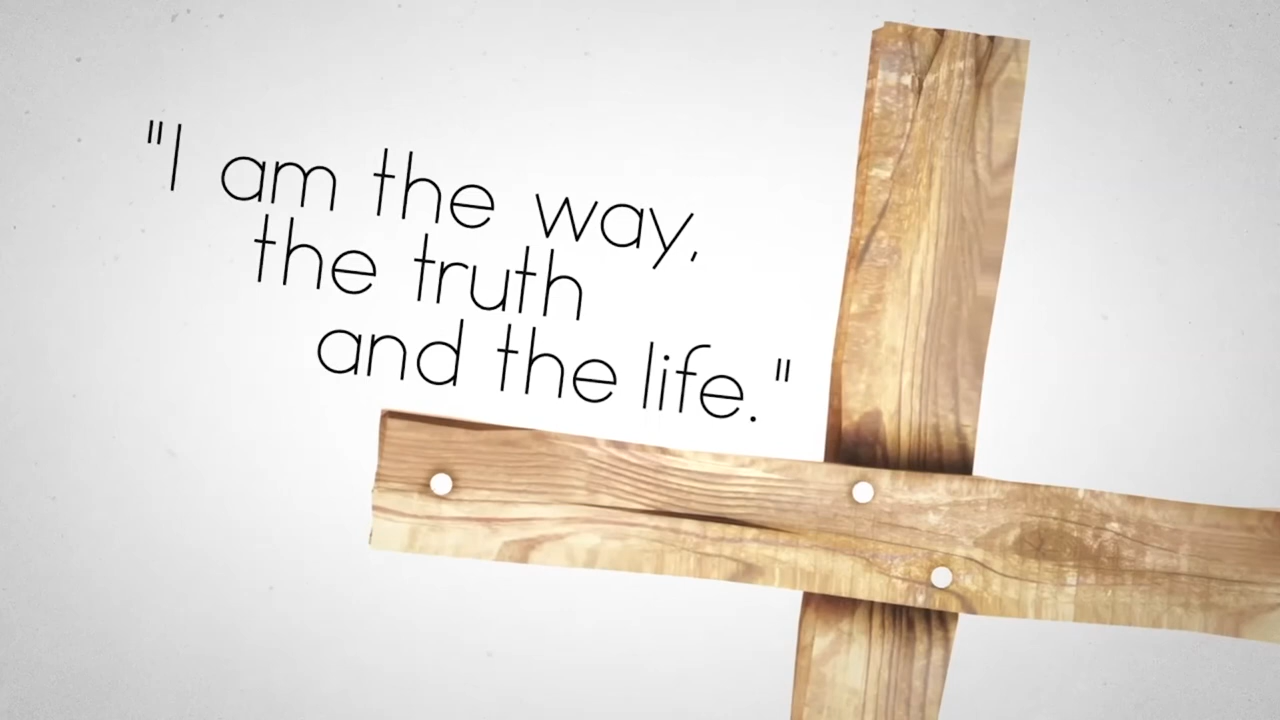 "I am the way,
the truth
and the life."